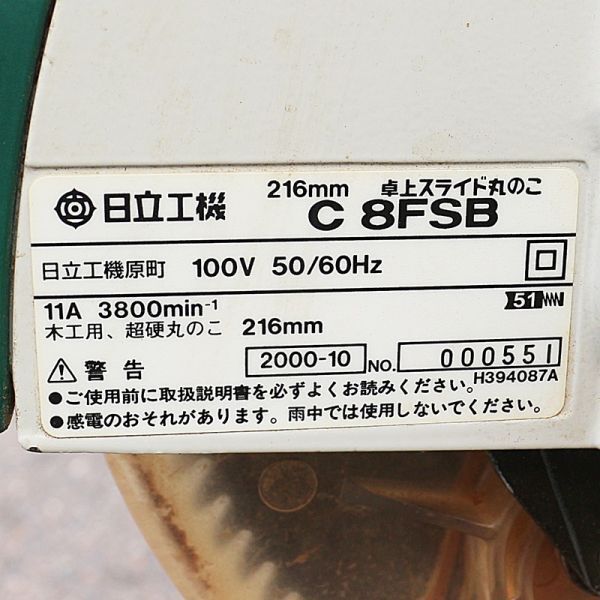 日立工機 216mm 卓上スライド丸のこ
C 8FSB
日立工機原町 100V 50/60Hz
11A 3800min⁻¹ 51
木工用、超硬丸のこ 216mm
警告 2000-10 NO. 000551
●ご使用前に取扱説明書を必ずよくお読みください。 H394087A
●感電のおそれがあります。雨中では使用しないでください。